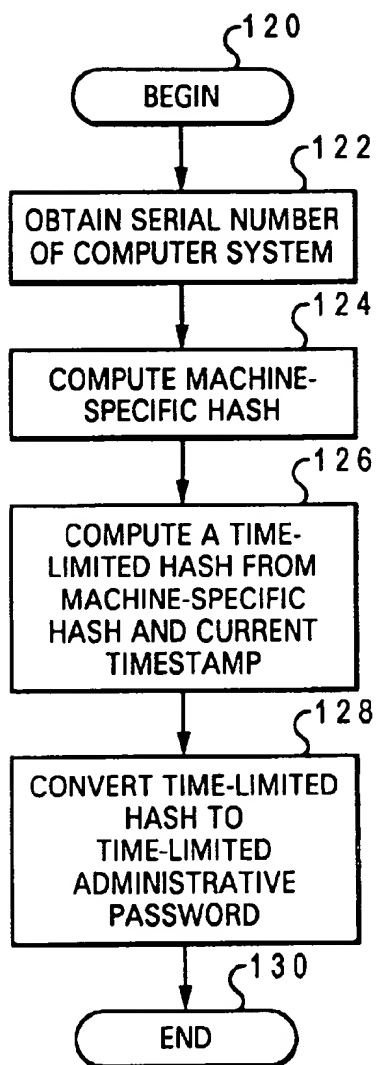 120
BEGIN
122
OBTAIN SERIAL NUMBER
OF COMPUTER SYSTEM
124
COMPUTE MACHINE-
SPECIFIC HASH
126
COMPUTE A TIME-
LIMITED HASH FROM
MACHINE-SPECIFIC
HASH AND CURRENT
TIMESTAMP
128
CONVERT TIME-LIMITED
HASH TO
TIME-LIMITED
ADMINISTRATIVE
PASSWORD
130
END